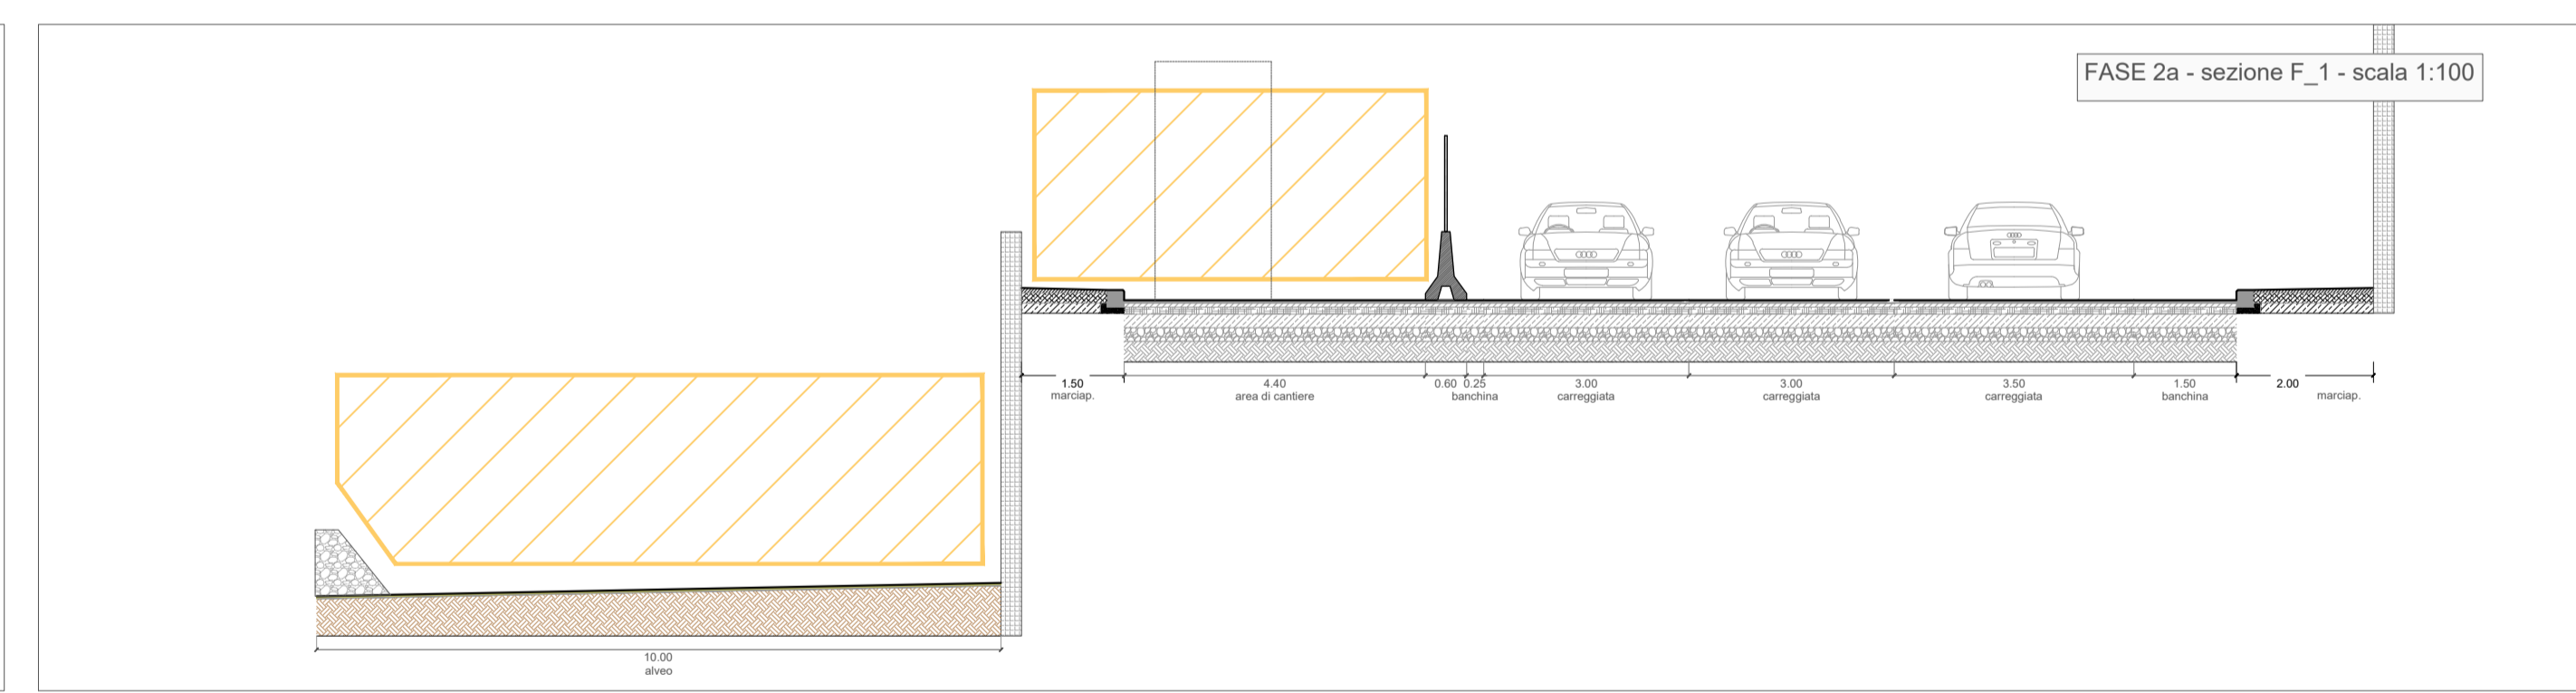 FASE 2a - sezione F_1 - scala 1:100
1.50
marciap.
4.40
area di cantiere
0.60
0.25
banchina
3.00
carreggiata
3.00
carreggiata
3.50
carreggiata
1.50
banchina
2.00
marciap.
10.00
alveo